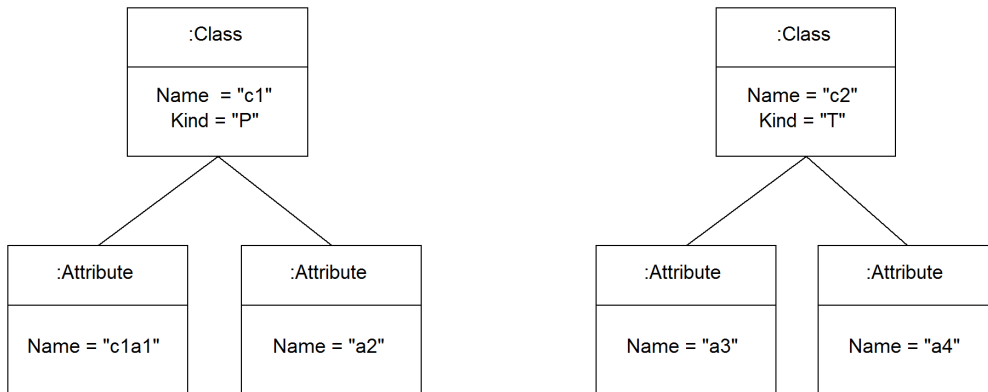 :Class
Name  = "c1"
Kind = "P"
:Class
Name = "c2"
Kind = "T"
:Attribute
Name = "c1a1"
:Attribute
Name = "a2"
:Attribute
Name = "a3"
:Attribute
Name = "a4"